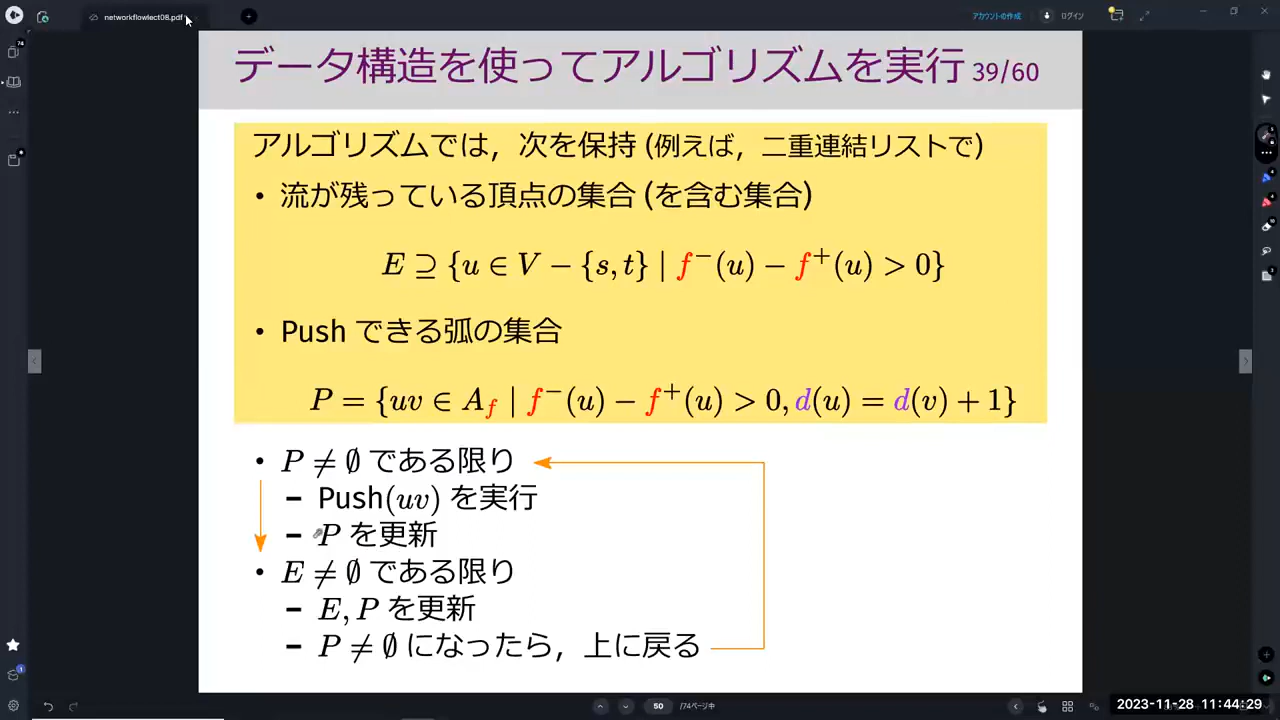 networkflowlect08.pdf
アカウントの作成
ログイン
データ構造を使ってアルゴリズムを実行 39/60
アルゴリズムでは，次を保持 (例えば，二重連結リストで)
• 流が残っている頂点の集合 (を含む集合)
E ⊇ {u ∈ V − {s, t} | f⁻(u) − f⁺(u) > 0}
• Push できる弧の集合
P = {uv ∈ A_f | f⁻(u) − f⁺(u) > 0, d(u) = d(v) + 1}
• P ≠ ∅ である限り
– Push(uv) を実行
– P を更新
• E ≠ ∅ である限り
– E, P を更新
– P ≠ ∅ になったら，上に戻る
50 /74ページ中
2023-11-28 11:44:29